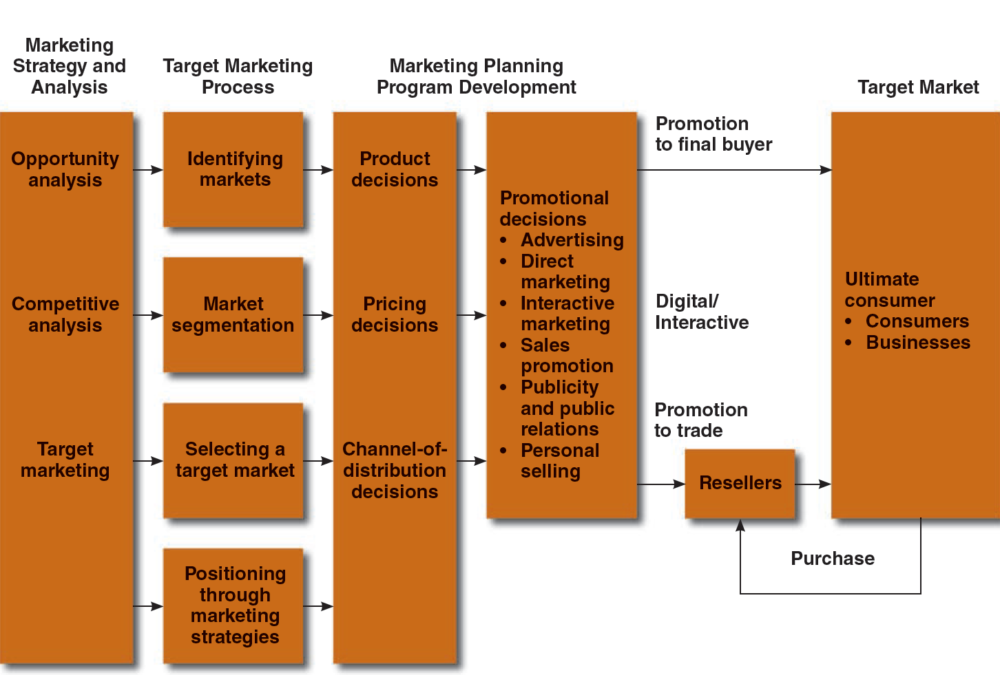 Marketing
Strategy and
Analysis
Target Marketing
Process
Marketing Planning
Program Development
Target Market
Opportunity
analysis
Competitive
analysis
Target
marketing
Identifying
markets
Market
segmentation
Selecting a
target market
Positioning
through
marketing
strategies
Product
decisions
Pricing
decisions
Channel-of-
distribution
decisions
Promotional
decisions
• Advertising
• Direct
marketing
• Interactive
marketing
• Sales
promotion
• Publicity
and public
relations
• Personal
selling
Promotion
to final buyer
Digital/
Interactive
Promotion
to trade
Resellers
Purchase
Ultimate
consumer
• Consumers
• Businesses